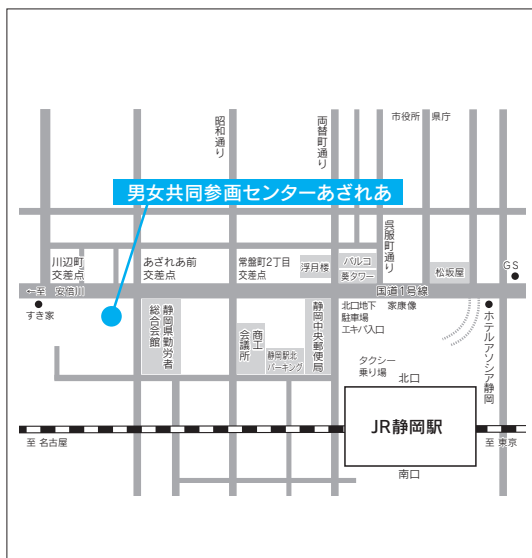 昭和通り
両替町通り
市役所
県庁
男女共同参画センターあざれあ
呉服町通り
川辺町
交差点
あざれあ前
交差点
常盤町2丁目
交差点
浮月楼
パルコ
葵タワー
松坂屋
GS
←至 安倍川
国道1号線
すき家
静岡県勤労者
総合会館
商工
会議所
静岡駅北
パーキング
静岡中央郵便局
北口地下
駐車場
エキパ入口
家康像
ホテルアソシア静岡
タクシー
乗り場
北口
JR静岡駅
至 名古屋
至 東京
南口